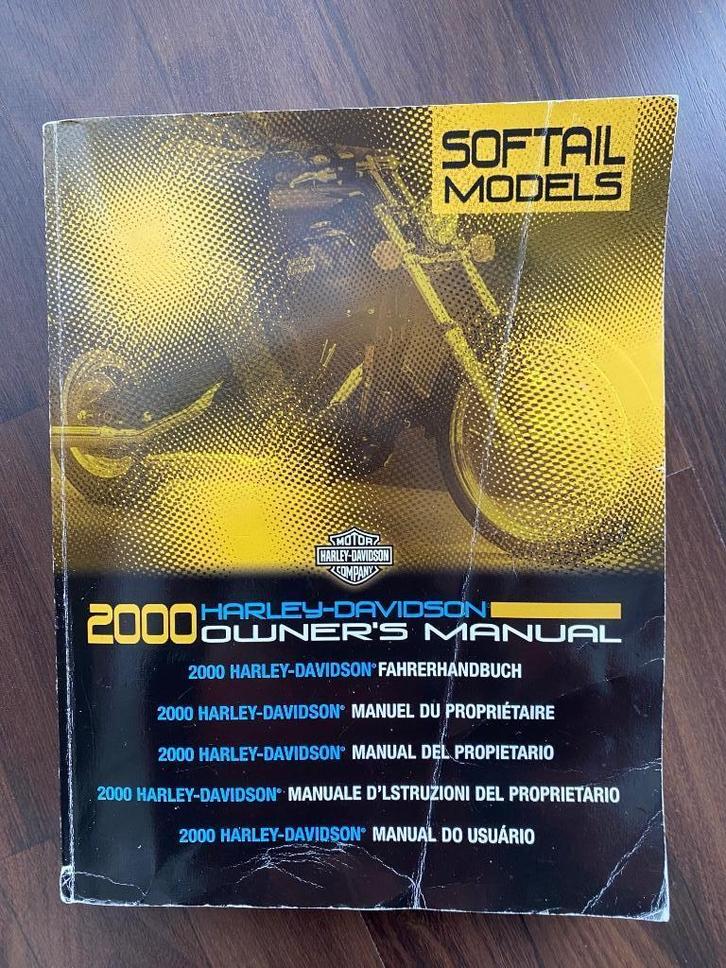 SOFTAIL
MODELS
MOTOR
HARLEY-DAVIDSON
COMPANY
2000 HARLEY-DAVIDSON
OWNER'S MANUAL
2000 HARLEY-DAVIDSON® FAHRERHANDBUCH
2000 HARLEY-DAVIDSON® MANUEL DU PROPRIÉTAIRE
2000 HARLEY-DAVIDSON® MANUAL DEL PROPIETARIO
2000 HARLEY-DAVIDSON® MANUALE D'LSTRUZIONI DEL PROPRIETARIO
2000 HARLEY-DAVIDSON® MANUAL DO USUÁRIO